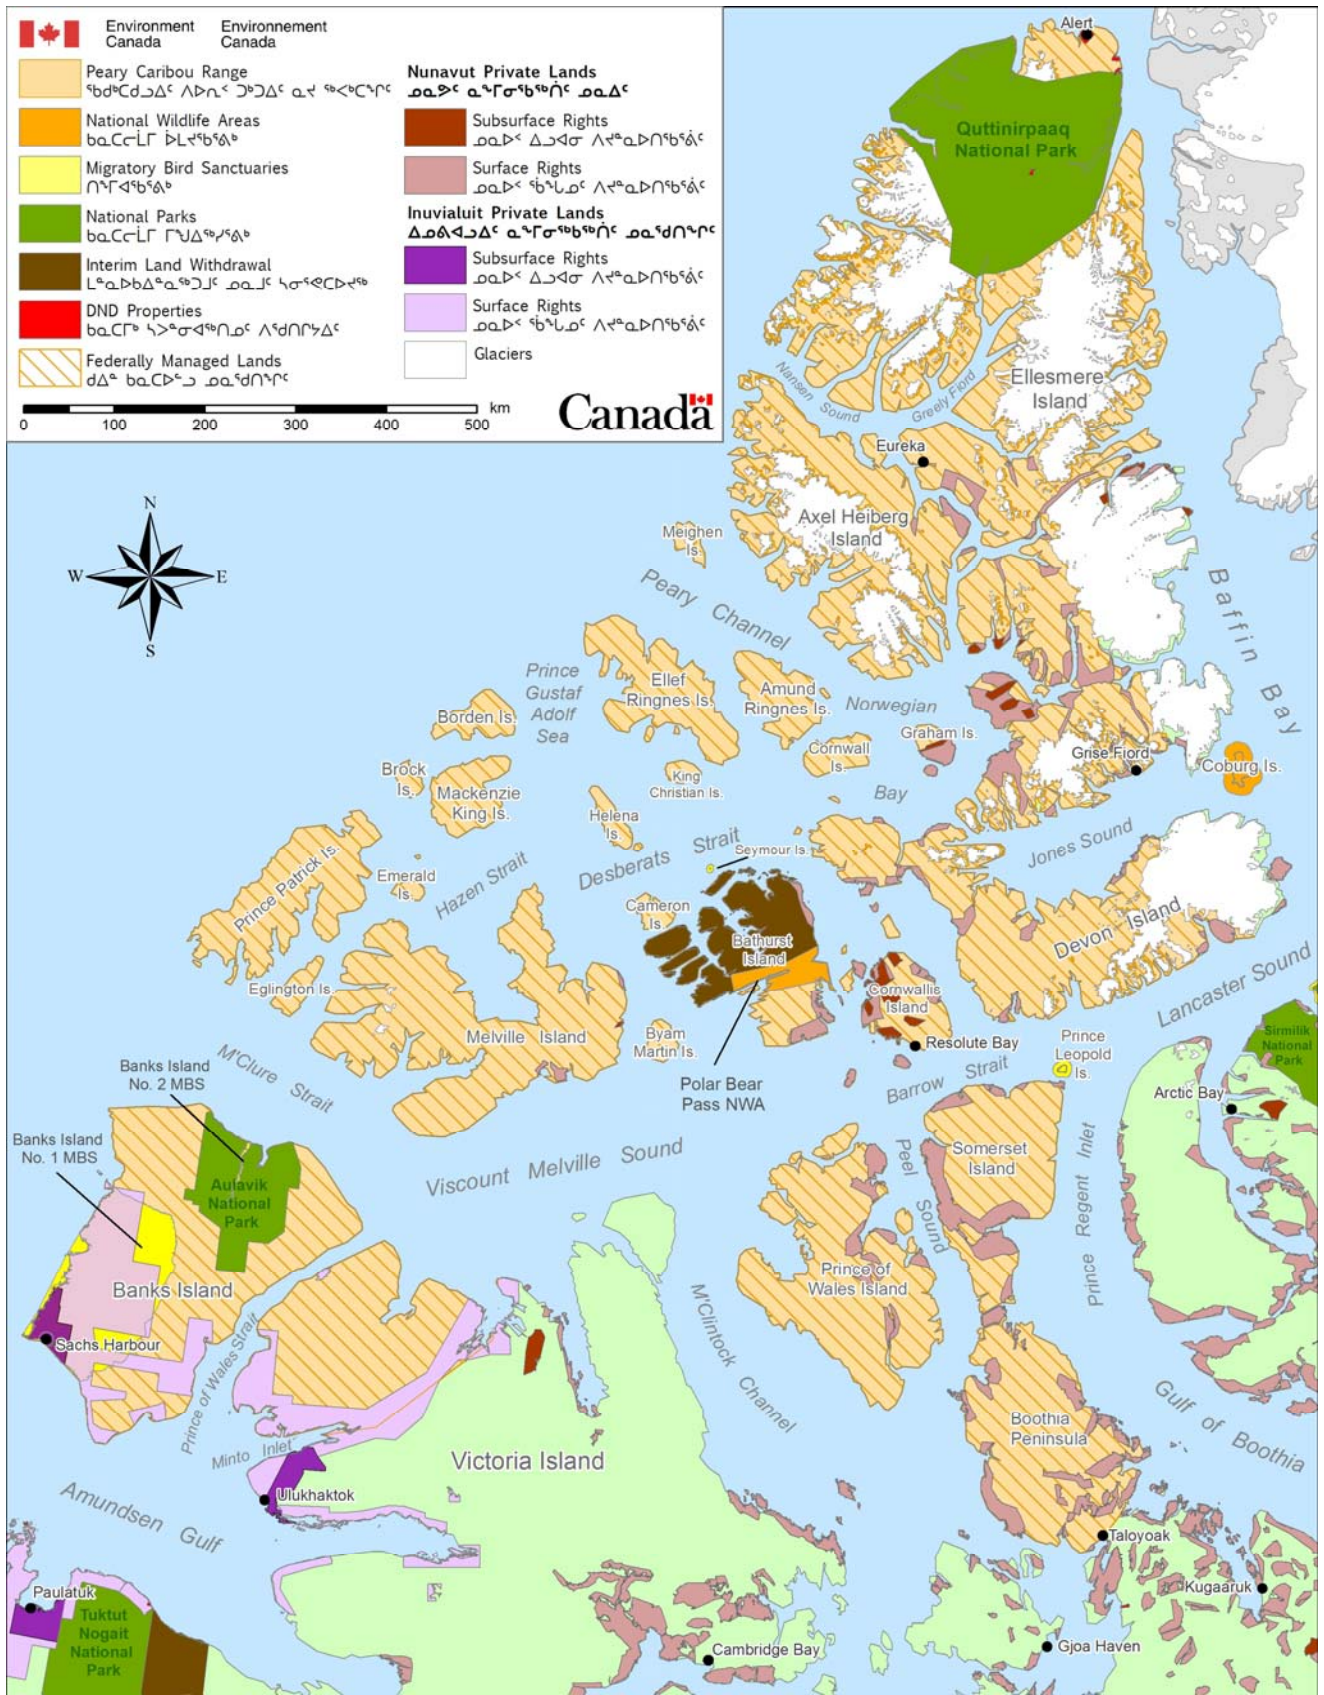 Environment
Canada
Environnement
Canada
Peary Caribou Range
ᖃᑯᒃᑕᑯᓗᐃᑦ ᐱᐅᕆᑉ ᑐᒃᑐᐃᑦ ᓇᔪ ᖅᐸᒃᑕᖏᑦ
National Wildlife Areas
ᑲᓇᑕᓕᒫᒥ ᐆᒪᔪᖃᕐᕕᒃ
Migratory Bird Sanctuaries
ᑎᖕᒥᐊᖃᕐᕕᒃ
National Parks
ᑲᓇᑕᓕᒫᒥ ᒥᖑᐃᖅᓯᕐᕕᒃ
Interim Land Withdrawal
DND Properties
Federally Managed Lands
Nunavut Private Lands
Subsurface Rights
Surface Rights
Inuvialuit Private Lands
Subsurface Rights
Surface Rights
Glaciers
0 100 200 300 400 500 km
Canada
N
W E
S
Alert
Quttinirpaaq
National Park
Nansen Sound
Greely Fiord
Ellesmere
Island
Eureka
Axel Heiberg
Island
Meighen
Is.
Peary Channel
Baffin Bay
Prince
Gustaf
Adolf
Sea
Ellef
Ringnes Is.
Amund
Ringnes Is.
Norwegian
Bay
Borden Is.
Graham Is.
Cornwall
Is.
Grise Fiord
Coburg Is.
Brock
Is.
Mackenzie
King Is.
King
Christian Is.
Helena
Is.
Desberats Strait
Seymour Is.
Jones Sound
Prince Patrick Is.
Emerald
Is.
Hazen Strait
Cameron
Is.
Bathurst
Island
Devon Island
Lancaster Sound
Eglington Is.
Cornwallis
Island
Melville Island
Byam
Martin Is.
Resolute Bay
Prince
Leopold
Is.
Sirmilik
National
Park
Polar Bear
Pass NWA
Barrow Strait
Arctic Bay
M'Clure Strait
Banks Island
No. 2 MBS
Banks Island
No. 1 MBS
Viscount Melville Sound
Peel Sound
Somerset
Island
Prince Regent Inlet
Aulavik
National
Park
Banks Island
Prince of
Wales Island
Sachs Harbour
Prince of Wales Strait
M'Clintock Channel
Gulf of Boothia
Boothia
Peninsula
Minto Inlet
Victoria Island
Ulukhaktok
Amundsen Gulf
Taloyoak
Kugaaruk
Paulatuk
Tuktut
Nogait
National
Park
Cambridge Bay
Gjoa Haven